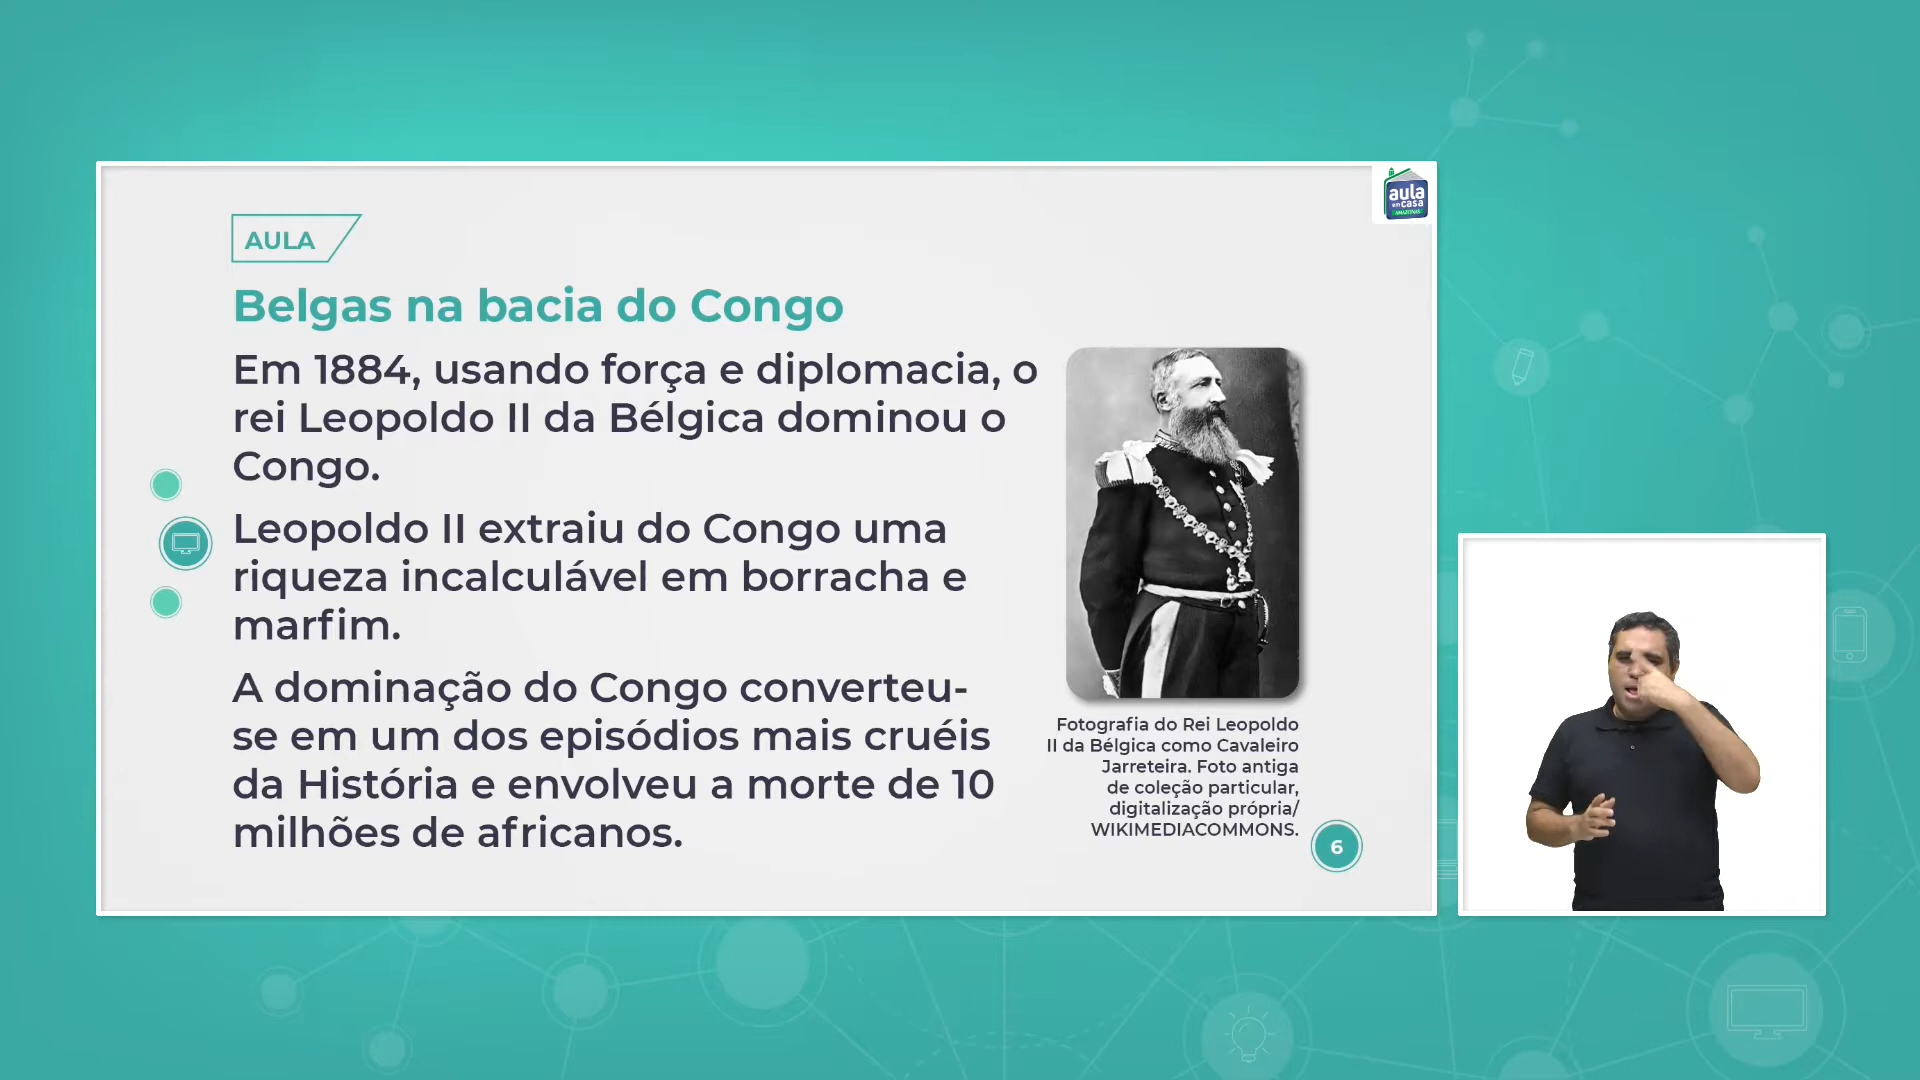 aula
em casa
AMAZONAS
AULA
Belgas na bacia do Congo
Em 1884, usando força e diplomacia, o
rei Leopoldo II da Bélgica dominou o
Congo.
Leopoldo II extraiu do Congo uma
riqueza incalculável em borracha e
marfim.
A dominação do Congo converteu-
se em um dos episódios mais cruéis
da História e envolveu a morte de 10
milhões de africanos.
Fotografia do Rei Leopoldo
II da Bélgica como Cavaleiro
Jarreteira. Foto antiga
de coleção particular,
digitalização própria/
WIKIMEDIACOMMONS.
6